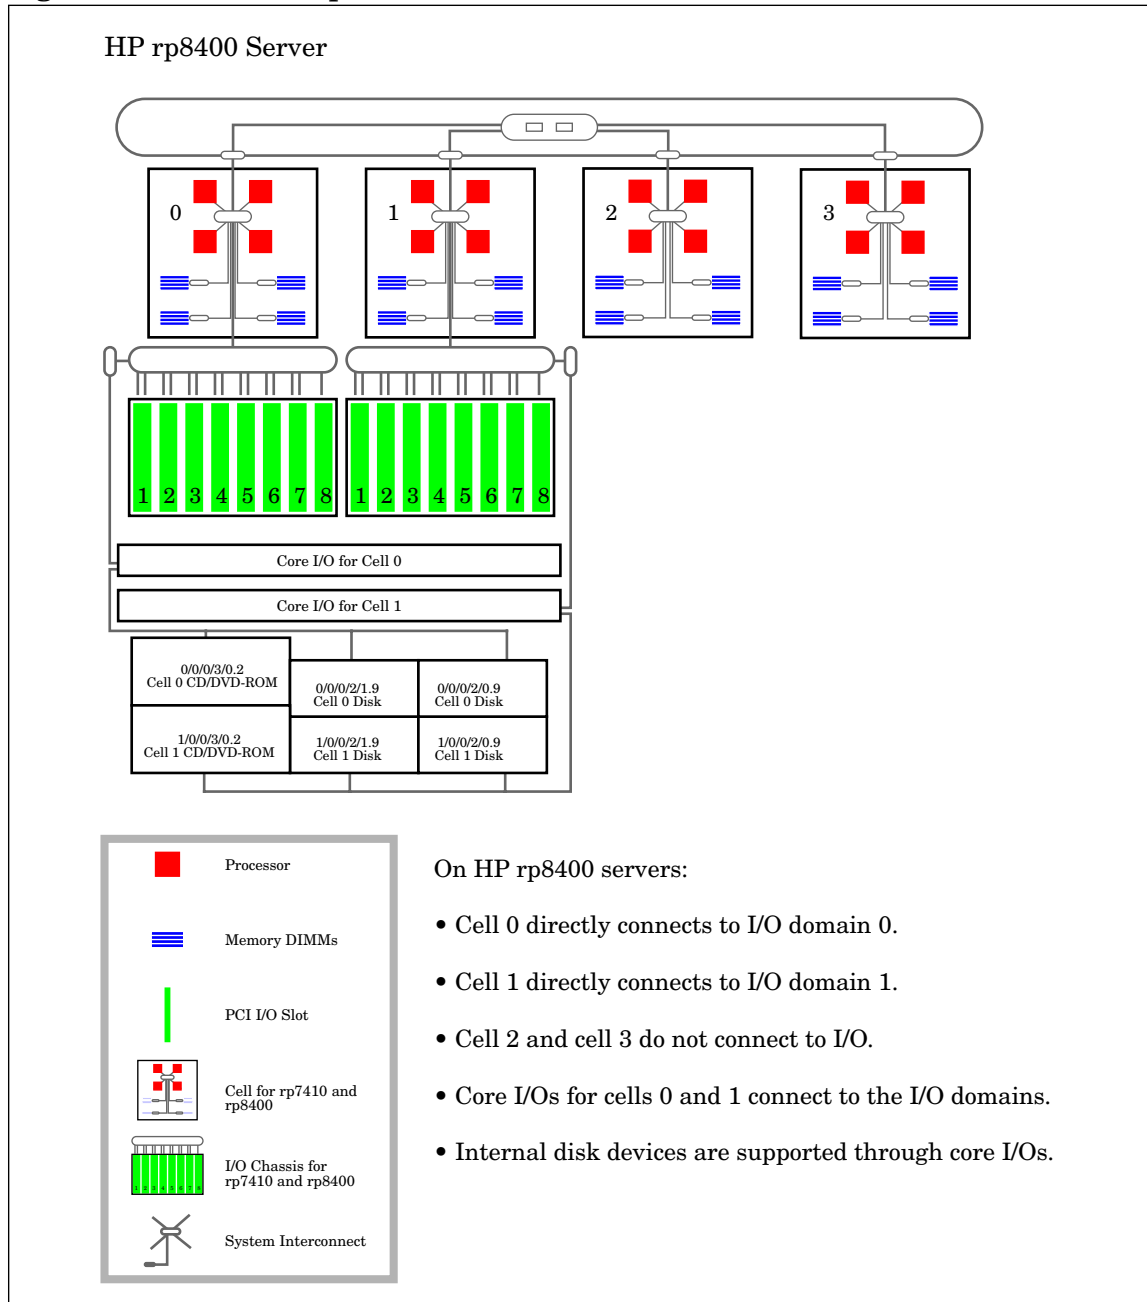 HP rp8400 Server
0
1
2
3
1 2 3 4 5 6 7 8
1 2 3 4 5 6 7 8
Core I/O for Cell 0
Core I/O for Cell 1
0/0/0/3/0.2
Cell 0 CD/DVD-ROM
0/0/0/2/1.9
Cell 0 Disk
0/0/0/2/0.9
Cell 0 Disk
1/0/0/3/0.2
Cell 1 CD/DVD-ROM
1/0/0/2/1.9
Cell 1 Disk
1/0/0/2/0.9
Cell 1 Disk
Processor
Memory DIMMs
PCI I/O Slot
Cell for rp7410 and
rp8400
1 2 3 4 5 6 7 8
I/O Chassis for
rp7410 and rp8400
System Interconnect
On HP rp8400 servers:
• Cell 0 directly connects to I/O domain 0.
• Cell 1 directly connects to I/O domain 1.
• Cell 2 and cell 3 do not connect to I/O.
• Core I/Os for cells 0 and 1 connect to the I/O domains.
• Internal disk devices are supported through core I/Os.